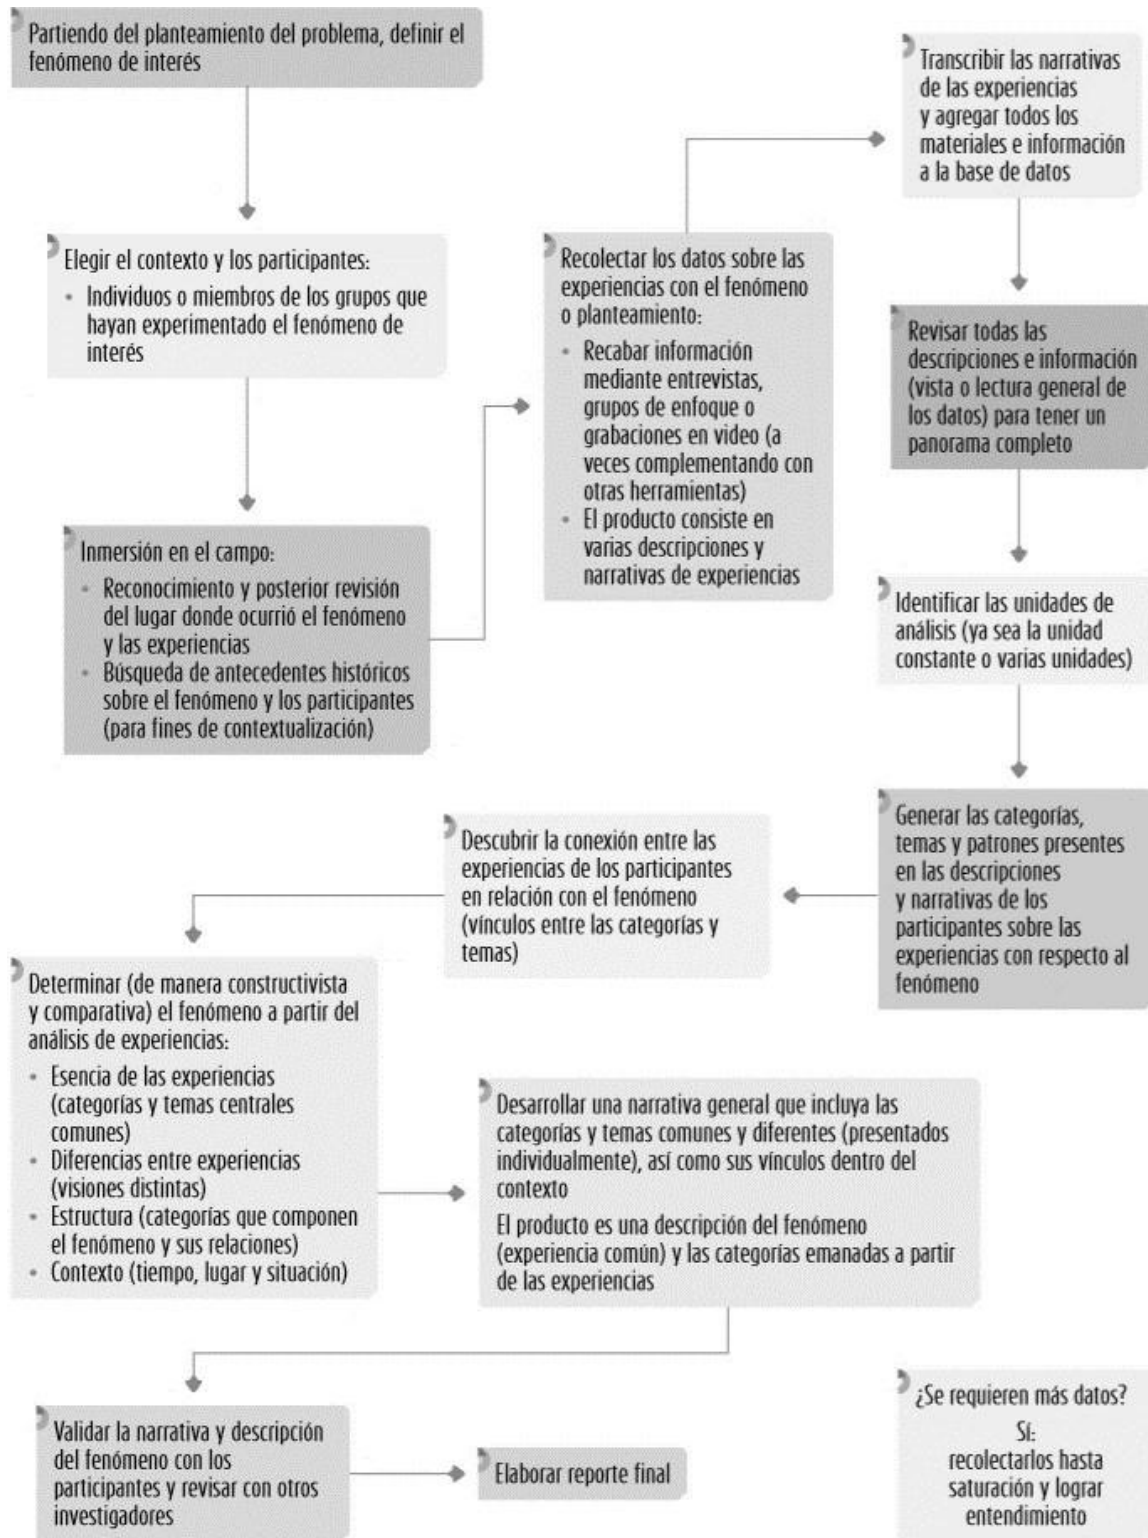 Partiendo del planteamiento del problema, definir el
fenómeno de interés
Elegir el contexto y los participantes:
• Individuos o miembros de los grupos que
hayan experimentado el fenómeno de
interés
Inmersión en el campo:
• Reconocimiento y posterior revisión
del lugar donde ocurrió el fenómeno
y las experiencias
• Búsqueda de antecedentes históricos
sobre el fenómeno y los participantes
(para fines de contextualización)
Recolectar los datos sobre las
experiencias con el fenómeno
o planteamiento:
• Recabar información
mediante entrevistas,
grupos de enfoque o
grabaciones en video (a
veces complementando con
otras herramientas)
• El producto consiste en
varias descripciones y
narrativas de experiencias
Transcribir las narrativas
de las experiencias
y agregar todos los
materiales e información
a la base de datos
Revisar todas las
descripciones e información
(vista o lectura general de
los datos) para tener un
panorama completo
Identificar las unidades de
análisis (ya sea la unidad
constante o varias unidades)
Generar las categorías,
temas y patrones presentes
en las descripciones
y narrativas de los
participantes sobre las
experiencias con respecto al
fenómeno
Descubrir la conexión entre las
experiencias de los participantes
en relación con el fenómeno
(vínculos entre las categorías y
temas)
Determinar (de manera constructivista
y comparativa) el fenómeno a partir del
análisis de experiencias:
• Esencia de las experiencias
(categorías y temas centrales
comunes)
• Diferencias entre experiencias
(visiones distintas)
• Estructura (categorías que componen
el fenómeno y sus relaciones)
• Contexto (tiempo, lugar y situación)
Desarrollar una narrativa general que incluya las
categorías y temas comunes y diferentes (presentados
individualmente), así como sus vínculos dentro del
contexto
El producto es una descripción del fenómeno
(experiencia común) y las categorías emanadas a partir
de las experiencias
Validar la narrativa y descripción
del fenómeno con los
participantes y revisar con otros
investigadores
Elaborar reporte final
¿Se requieren más datos?
Sí:
recolectarlos hasta
saturación y lograr
entendimiento